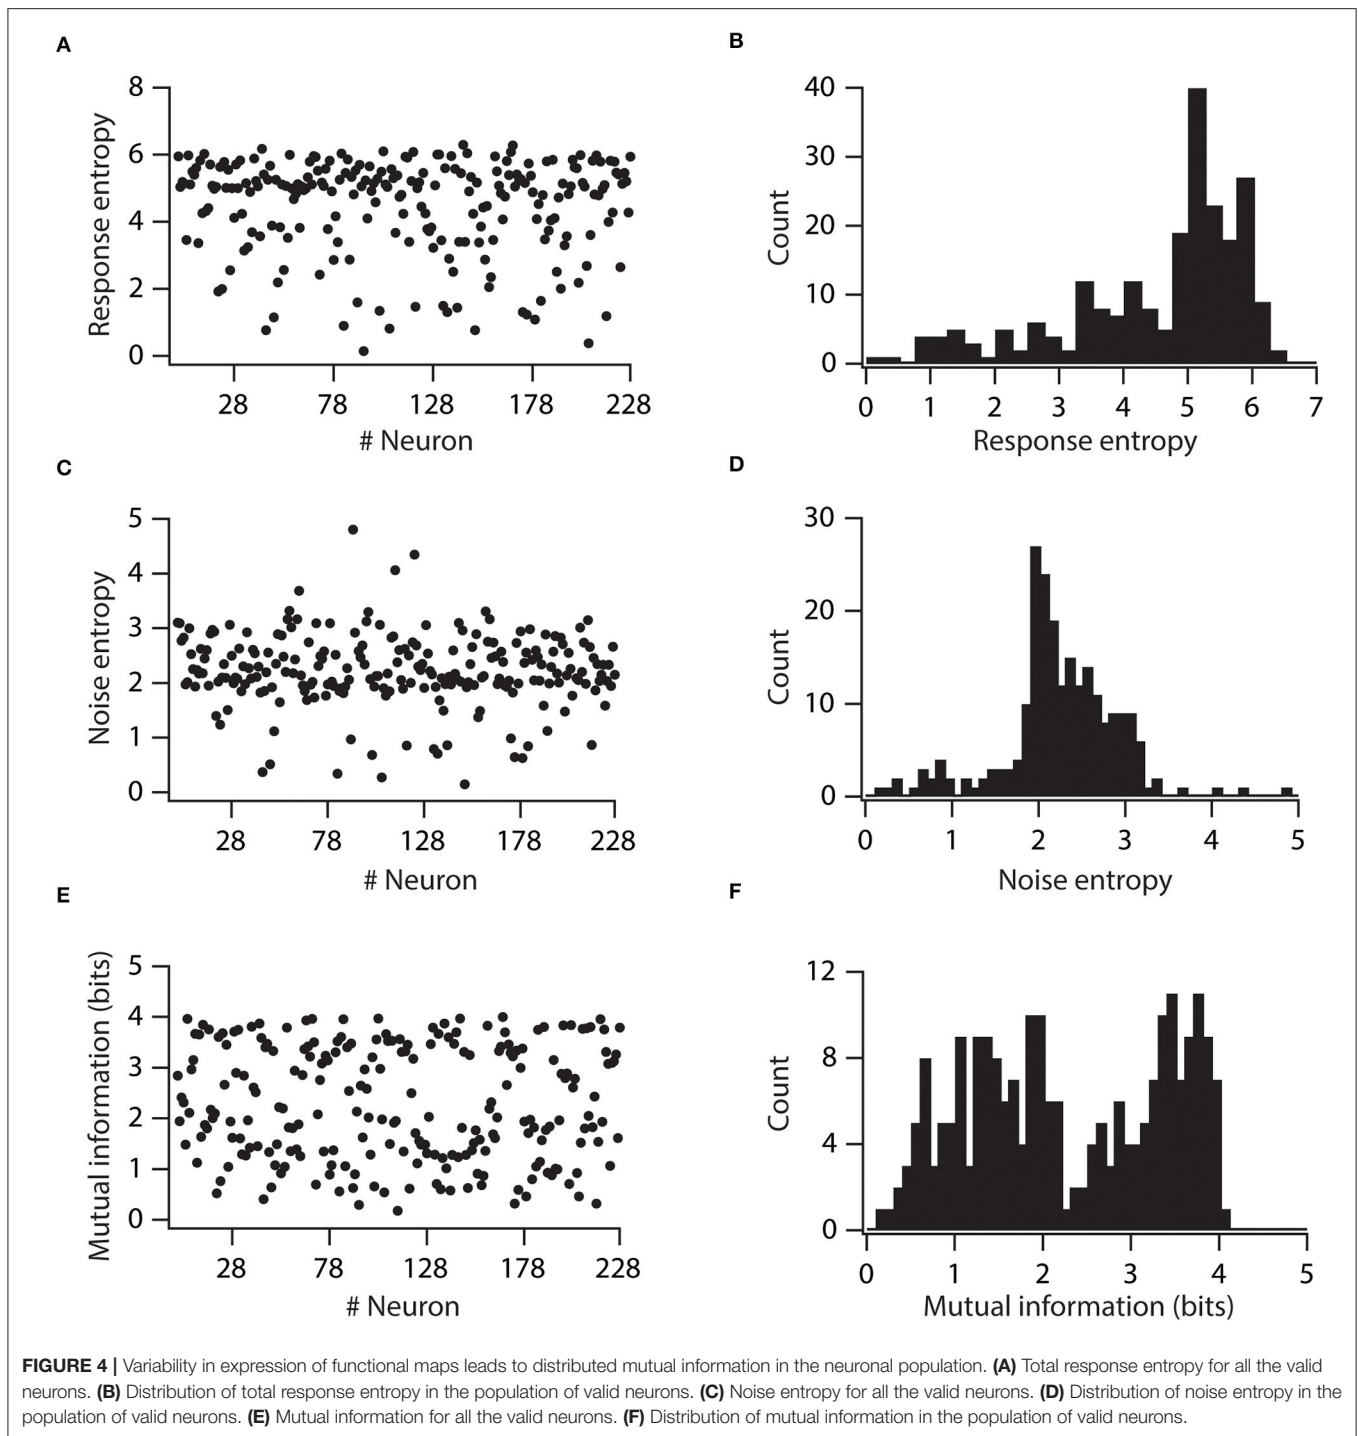 A
8
6
4
2
0
Response entropy
28 78 128 178 228
# Neuron
B
40
30
20
10
0
Count
0 1 2 3 4 5 6 7
Response entropy
C
5
4
3
2
1
0
Noise entropy
28 78 128 178 228
# Neuron
D
30
20
10
0
Count
0 1 2 3 4 5
Noise entropy
E
5
4
3
2
1
0
Mutual information (bits)
28 78 128 178 228
# Neuron
F
12
8
4
0
Count
0 1 2 3 4 5
Mutual information (bits)
FIGURE 4 | Variability in expression of functional maps leads to distributed mutual information in the neuronal population. (A) Total response entropy for all the valid
neurons. (B) Distribution of total response entropy in the population of valid neurons. (C) Noise entropy for all the valid neurons. (D) Distribution of noise entropy in the
population of valid neurons. (E) Mutual information for all the valid neurons. (F) Distribution of mutual information in the population of valid neurons.